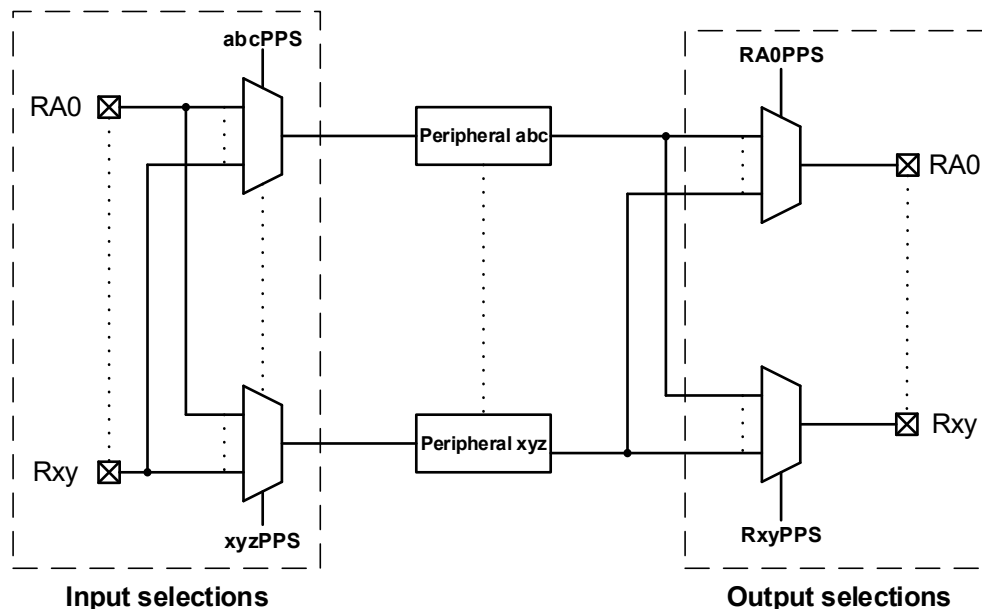 abcPPS
RA0PPS
RA0
Peripheral abc
RA0
Peripheral xyz
Rxy
Rxy
xyzPPS
RxyPPS
Input selections
Output selections